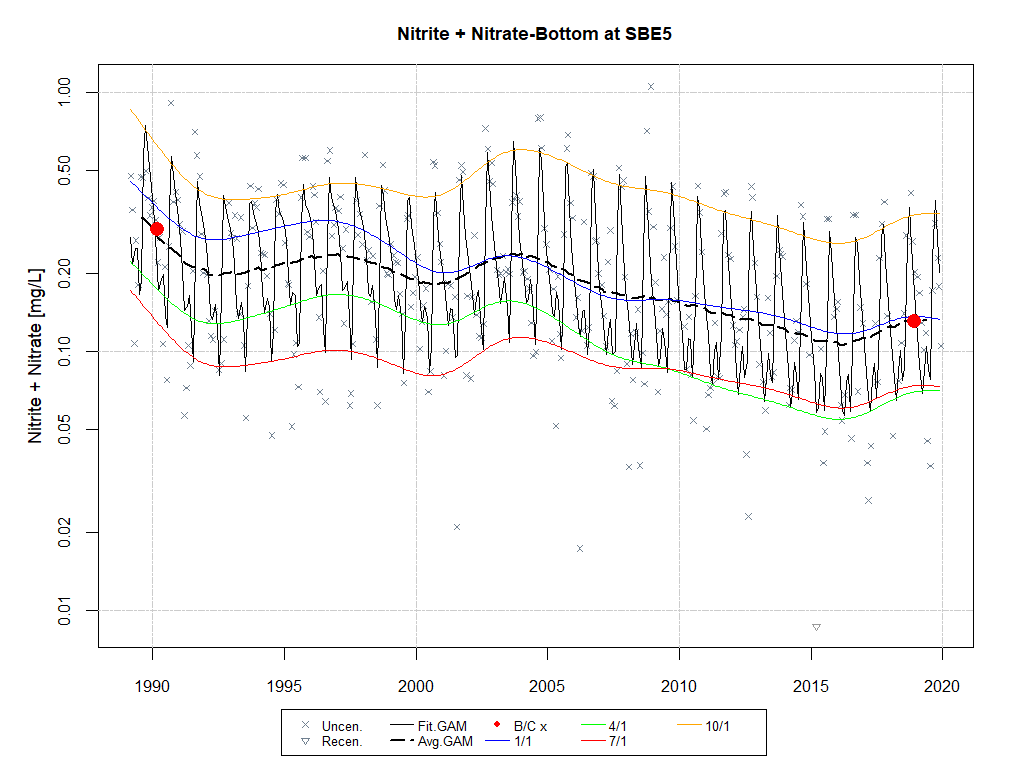 Nitrite + Nitrate-Bottom at SBE5
Nitrite + Nitrate [mg/L]
1.00
0.50
0.20
0.10
0.05
0.02
0.01
1990 1995 2000 2005 2010 2015 2020
Uncen. Fit.GAM B/C x 4/1 10/1
Recen. Avg.GAM 1/1 7/1